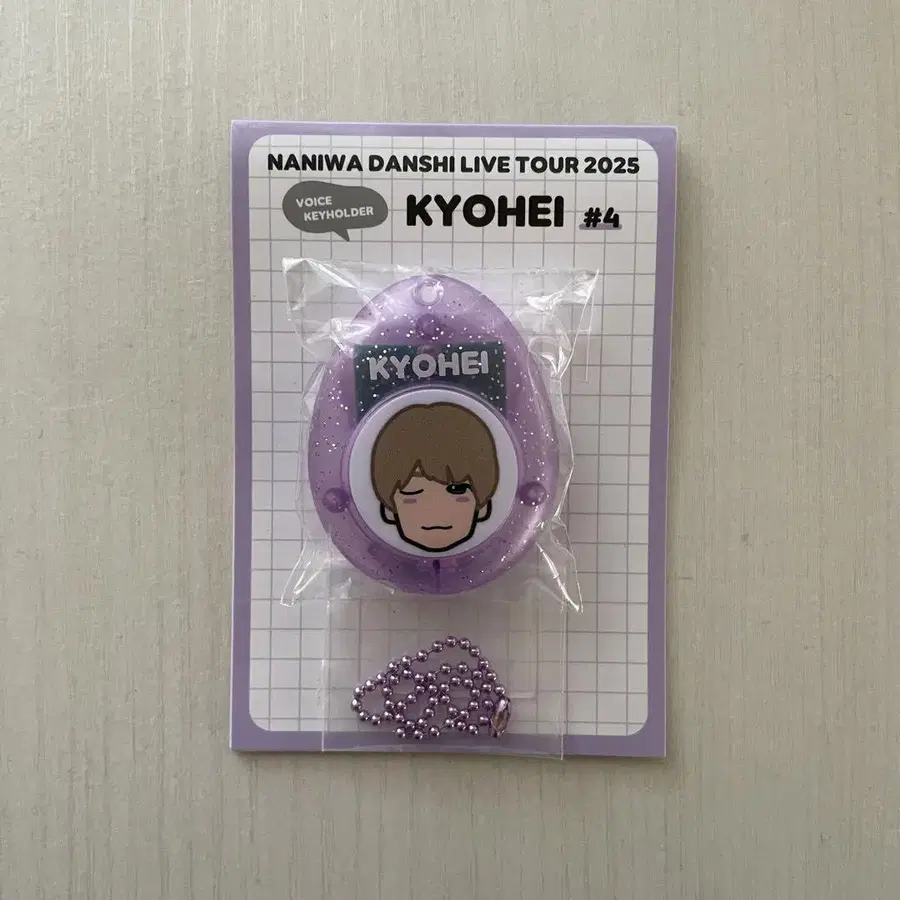 NANIWA DANSHI LIVE TOUR 2025
VOICE
KEYHOLDER
KYOHEI #4
KYOHEI